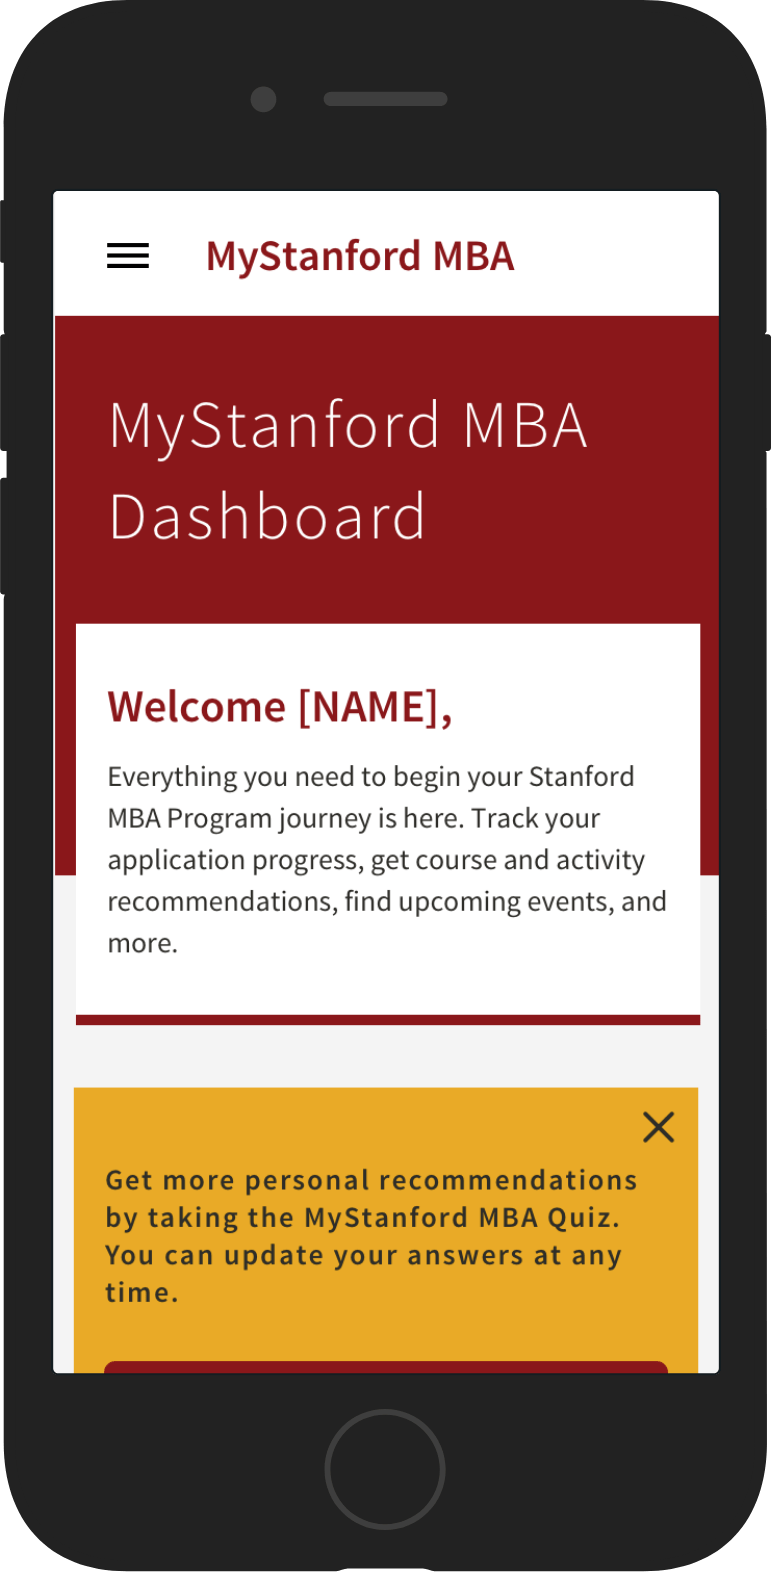 MyStanford MBA
MyStanford MBA
Dashboard
Welcome [NAME],
Everything you need to begin your Stanford
MBA Program journey is here. Track your
application progress, get course and activity
recommendations, find upcoming events, and
more.
Get more personal recommendations
by taking the MyStanford MBA Quiz.
You can update your answers at any
time.